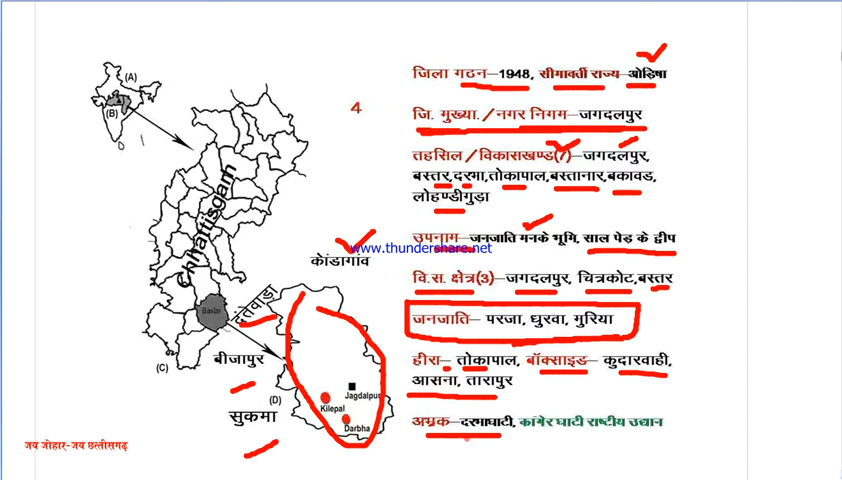 (A)
(B)
4
Chhattisgarh
Bastar
(C)
(D)
Jagdalpur
Kilepal
Darbha
दंतेवाड़ा
कोंडागांव
बीजापुर
सुकमा
www.thundershare.net
जय जोहार-जय छत्तीसगढ़
जिला गठन– 1948, सीमावर्ती राज्य–ओड़िषा
जि. मुख्या./नगर निगम–जगदलपुर
तहसिल/विकासखण्ड(7) –जगदलपुर,
बस्तर,दरभा,तोकापाल,बस्तानार,बकावड,
लोहण्डीगुड़ा
उपनाग –जनजाति मनके भूमि, साल पेड़ के द्वीप
वि.स. क्षेत्र(3) – जगदलपुर, चित्रकोट,बस्तर
जनजाति– परजा, धुरवा, गुरिया
हीरा– तोकापाल, बॉक्साइड– कुदारवाही,
आसना, तारापुर
अभ्रक– दरभाघाटी, कांगेर घाटी राष्टीय उद्यान